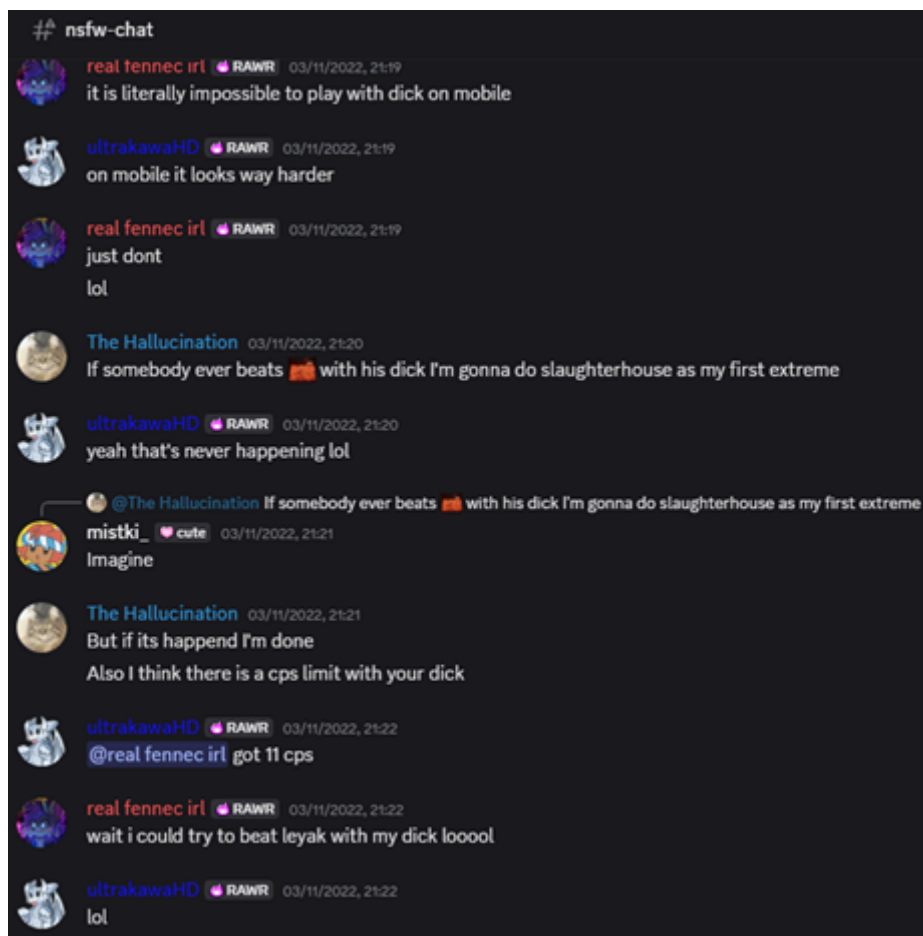 nsfw-chat
real fennec irl RAWR 03/11/2022, 21:19
it is literally impossible to play with dick on mobile
ultrakawaHD RAWR 03/11/2022, 21:19
on mobile it looks way harder
real fennec irl RAWR 03/11/2022, 21:19
just dont
lol
The Hallucination 03/11/2022, 21:20
If somebody ever beats with his dick I'm gonna do slaughterhouse as my first extreme
ultrakawaHD RAWR 03/11/2022, 21:20
yeah that's never happening lol
@The Hallucination If somebody ever beats with his dick I'm gonna do slaughterhouse as my first extreme
mistki_ cute 03/11/2022, 21:21
Imagine
The Hallucination 03/11/2022, 21:21
But if its happend I'm done
Also I think there is a cps limit with your dick
ultrakawaHD RAWR 03/11/2022, 21:22
@real fennec irl got 11 cps
real fennec irl RAWR 03/11/2022, 21:22
wait i could try to beat leyak with my dick looool
ultrakawaHD RAWR 03/11/2022, 21:22
lol